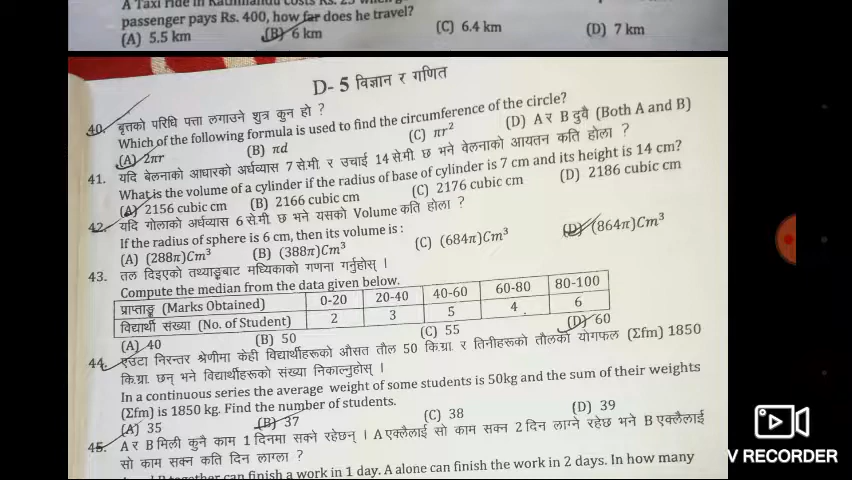 A Taxi ride in Kathmandu costs Rs. 25 when
passenger pays Rs. 400, how far does he travel?
(A) 5.5 km (B) 6 km (C) 6.4 km (D) 7 km
D- 5 विज्ञान र गणित
40. बृत्तको परिधि पत्ता लगाउने शुत्र कुन हो ?
Which of the following formula is used to find the circumference of the circle?
(A) 2πr (B) πd (C) πr² (D) A र B दुवै (Both A and B)
41. यदि बेलनाको आधारको अर्धव्यास 7 से.मी र उचाई 14 से.मी छ भने वेलनाको आयतन कति होला ?
What is the volume of a cylinder if the radius of base of cylinder is 7 cm and its height is 14 cm?
(A) 2156 cubic cm (B) 2166 cubic cm (C) 2176 cubic cm (D) 2186 cubic cm
42. यदि गोलाको अर्धव्यास 6 से.मी छ भने यसको Volume कति होला ?
If the radius of sphere is 6 cm, then its volume is :
(A) (288π)Cm³ (B) (388π)Cm³ (C) (684π)Cm³ (D) (864π)Cm³
43. तल दिइएको तथ्याङ्कबाट मध्यिकाको गणना गर्नुहोस् ।
Compute the median from the data given below.
प्राप्ताङ्क (Marks Obtained) 0-20 20-40 40-60 60-80 80-100
विद्यार्थी संख्या (No. of Student) 2 3 5 4 6
(A) 40 (B) 50 (C) 55 (D) 60
44. एउटा निरन्तर श्रेणीमा केही विद्यार्थीहरूको औसत तौल 50 कि.ग्रा. र तिनीहरूको तौलको योगफल (Σfm) 1850
कि.ग्रा. छन् भने विद्यार्थीहरूको संख्या निकाल्नुहोस् ।
In a continuous series the average weight of some students is 50kg and the sum of their weights
(Σfm) is 1850 kg. Find the number of students.
(A) 35 (B) 37 (C) 38 (D) 39
45. A र B मिली कुनै काम 1 दिनमा सक्ने रहेछन् । A एक्लैलाई सो काम सक्न 2 दिन लाग्ने रहेछ भने B एक्लैलाई
सो काम सक्न कति दिन लाग्ला ?
together can finish a work in 1 day. A alone can finish the work in 2 days. In how many
V RECORDER